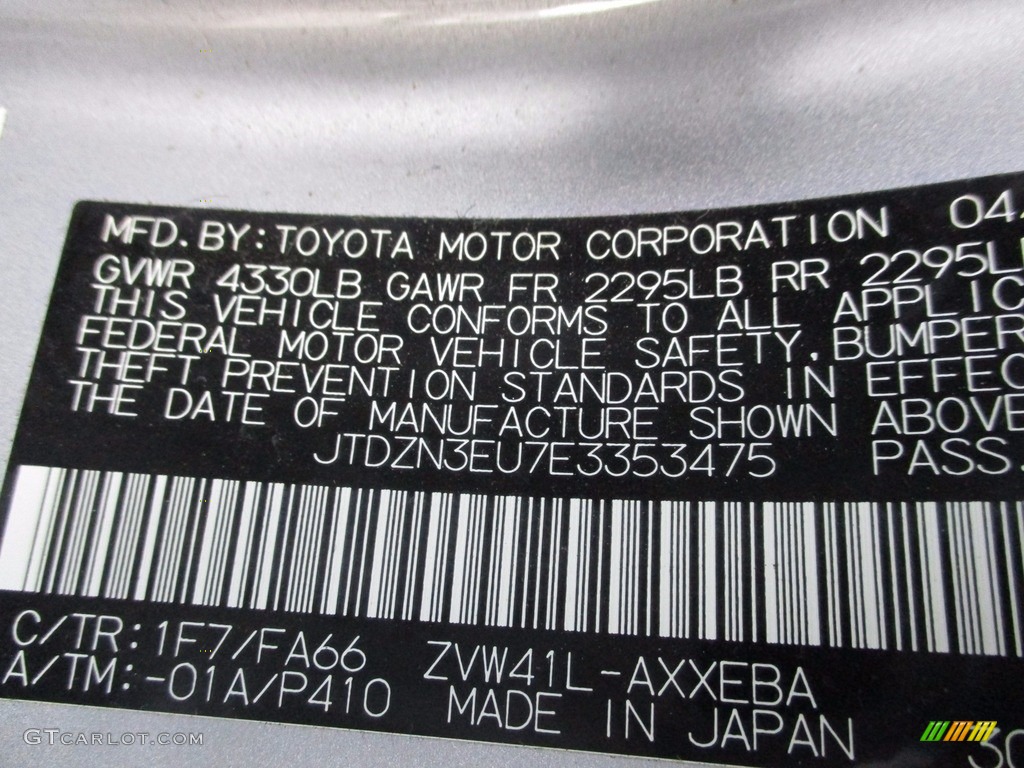 MFD. BY: TOYOTA MOTOR CORPORATION 04
GVWR 4330LB GAWR FR 2295LB RR 2295L
THIS VEHICLE CONFORMS TO ALL APPLIC
FEDERAL MOTOR VEHICLE SAFETY, BUMPER
THEFT PREVENTION STANDARDS IN EFFEC
THE DATE OF MANUFACTURE SHOWN ABOVE
JTDZN3EU7E3353475 PASS.
C/TR: 1F7/FA66 ZVW41L-AXXEBA
A/TM: -01A/P410 MADE IN JAPAN
GTCARLOT.COM